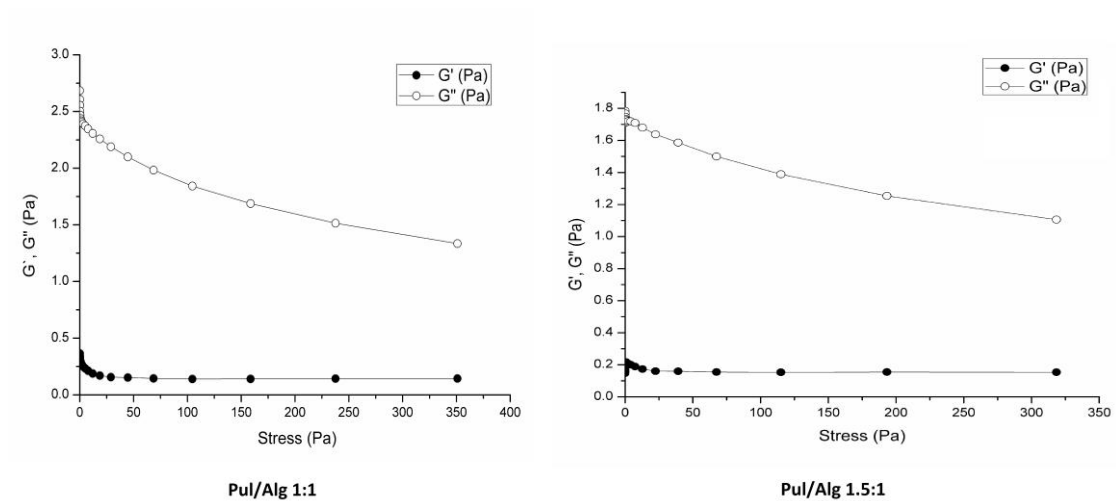 G' (Pa)
G" (Pa)
3.0
2.5
2.0
1.5
1.0
0.5
0.0
G`, G" (Pa)
0 50 100 150 200 250 300 350 400
Stress (Pa)
Pul/Alg 1:1
G' (Pa)
G" (Pa)
1.8
1.6
1.4
1.2
1.0
0.8
0.6
0.4
0.2
0.0
G', G" (Pa)
0 50 100 150 200 250 300 350
Stress (Pa)
Pul/Alg 1.5:1